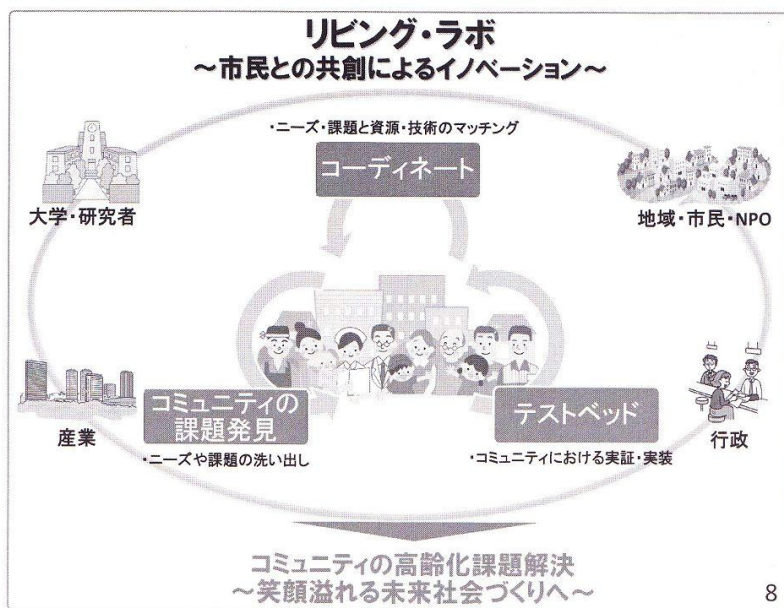 リビング・ラボ
～市民との共創によるイノベーション～
・ニーズ・課題と資源・技術のマッチング
コーディネート
大学・研究者
地域・市民・NPO
コミュニティの
課題発見
・ニーズや課題の洗い出し
テストベッド
・コミュニティにおける実証・実装
産業
行政
コミュニティの高齢化課題解決
～笑顔溢れる未来社会づくりへ～
8